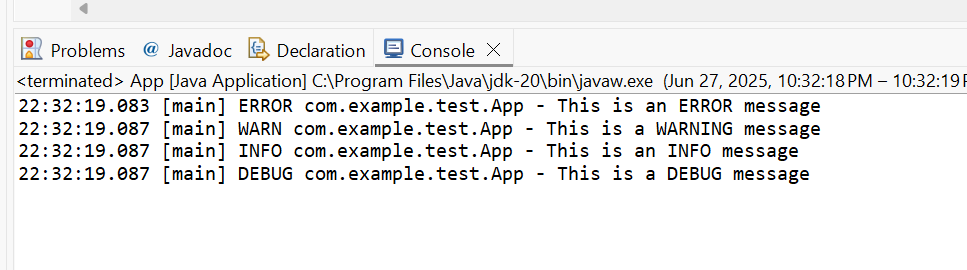 Problems @ Javadoc Declaration Console
<terminated> App [Java Application] C:\Program Files\Java\jdk-20\bin\javaw.exe (Jun 27, 2025, 10:32:18 PM – 10:32:19
22:32:19.083 [main] ERROR com.example.test.App - This is an ERROR message
22:32:19.087 [main] WARN com.example.test.App - This is a WARNING message
22:32:19.087 [main] INFO com.example.test.App - This is an INFO message
22:32:19.087 [main] DEBUG com.example.test.App - This is a DEBUG message